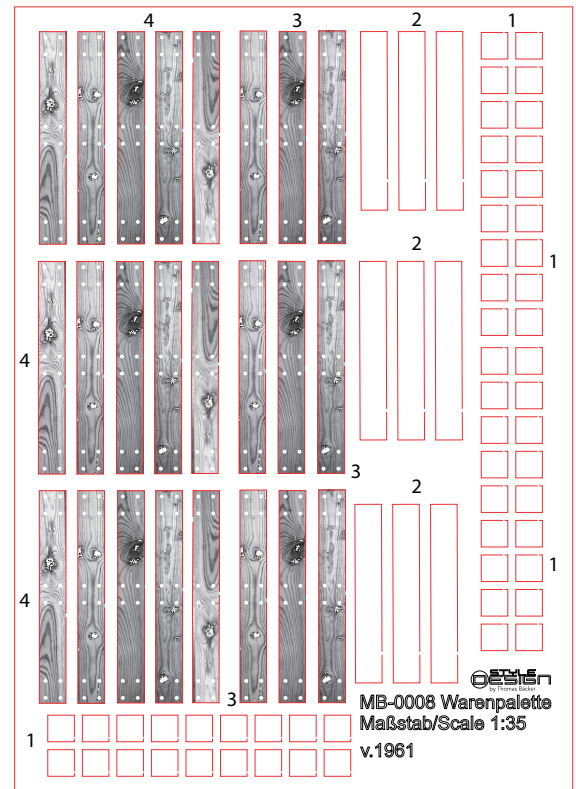 4 3 2 1
2 1
4
3
2
1
4
3
1
STYLE
DESIGN
by Thomas Bäcker
MB-0008 Warenpalette
Maßstab/Scale 1:35
v.1961